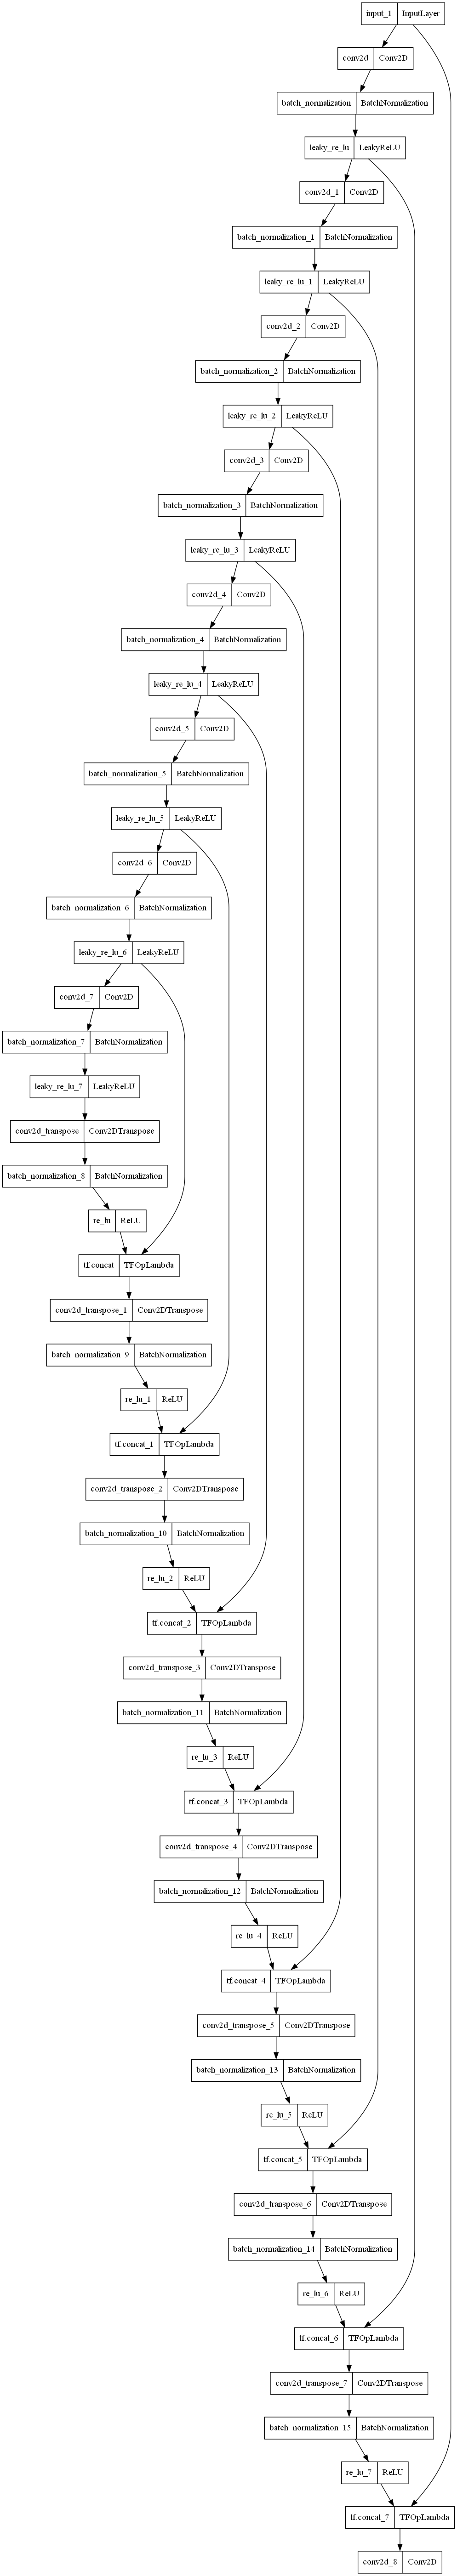 input_1 InputLayer
conv2d Conv2D
batch_normalization BatchNormalization
leaky_re_lu LeakyReLU
conv2d_1 Conv2D
batch_normalization_1 BatchNormalization
leaky_re_lu_1 LeakyReLU
conv2d_2 Conv2D
batch_normalization_2 BatchNormalization
leaky_re_lu_2 LeakyReLU
conv2d_3 Conv2D
batch_normalization_3 BatchNormalization
leaky_re_lu_3 LeakyReLU
conv2d_4 Conv2D
batch_normalization_4 BatchNormalization
leaky_re_lu_4 LeakyReLU
conv2d_5 Conv2D
batch_normalization_5 BatchNormalization
leaky_re_lu_5 LeakyReLU
conv2d_6 Conv2D
batch_normalization_6 BatchNormalization
leaky_re_lu_6 LeakyReLU
conv2d_7 Conv2D
batch_normalization_7 BatchNormalization
leaky_re_lu_7 LeakyReLU
conv2d_transpose Conv2DTranspose
batch_normalization_8 BatchNormalization
re_lu ReLU
tf.concat TFOpLambda
conv2d_transpose_1 Conv2DTranspose
batch_normalization_9 BatchNormalization
re_lu_1 ReLU
tf.concat_1 TFOpLambda
conv2d_transpose_2 Conv2DTranspose
batch_normalization_10 BatchNormalization
re_lu_2 ReLU
tf.concat_2 TFOpLambda
conv2d_transpose_3 Conv2DTranspose
batch_normalization_11 BatchNormalization
re_lu_3 ReLU
tf.concat_3 TFOpLambda
conv2d_transpose_4 Conv2DTranspose
batch_normalization_12 BatchNormalization
re_lu_4 ReLU
tf.concat_4 TFOpLambda
conv2d_transpose_5 Conv2DTranspose
batch_normalization_13 BatchNormalization
re_lu_5 ReLU
tf.concat_5 TFOpLambda
conv2d_transpose_6 Conv2DTranspose
batch_normalization_14 BatchNormalization
re_lu_6 ReLU
tf.concat_6 TFOpLambda
conv2d_transpose_7 Conv2DTranspose
batch_normalization_15 BatchNormalization
re_lu_7 ReLU
tf.concat_7 TFOpLambda
conv2d_8 Conv2D